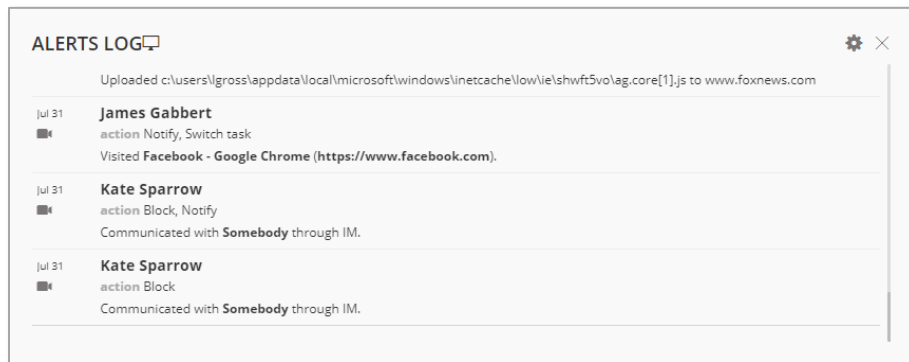 ALERTS LOG
Uploaded c:\users\lgross\appdata\local\microsoft\windows\inetcache\low\ie\shwft5vo\ag.core[1].js to www.foxnews.com
Jul 31 James Gabbert
action Notify, Switch task
Visited Facebook - Google Chrome (https://www.facebook.com).
Jul 31 Kate Sparrow
action Block, Notify
Communicated with Somebody through IM.
Jul 31 Kate Sparrow
action Block
Communicated with Somebody through IM.